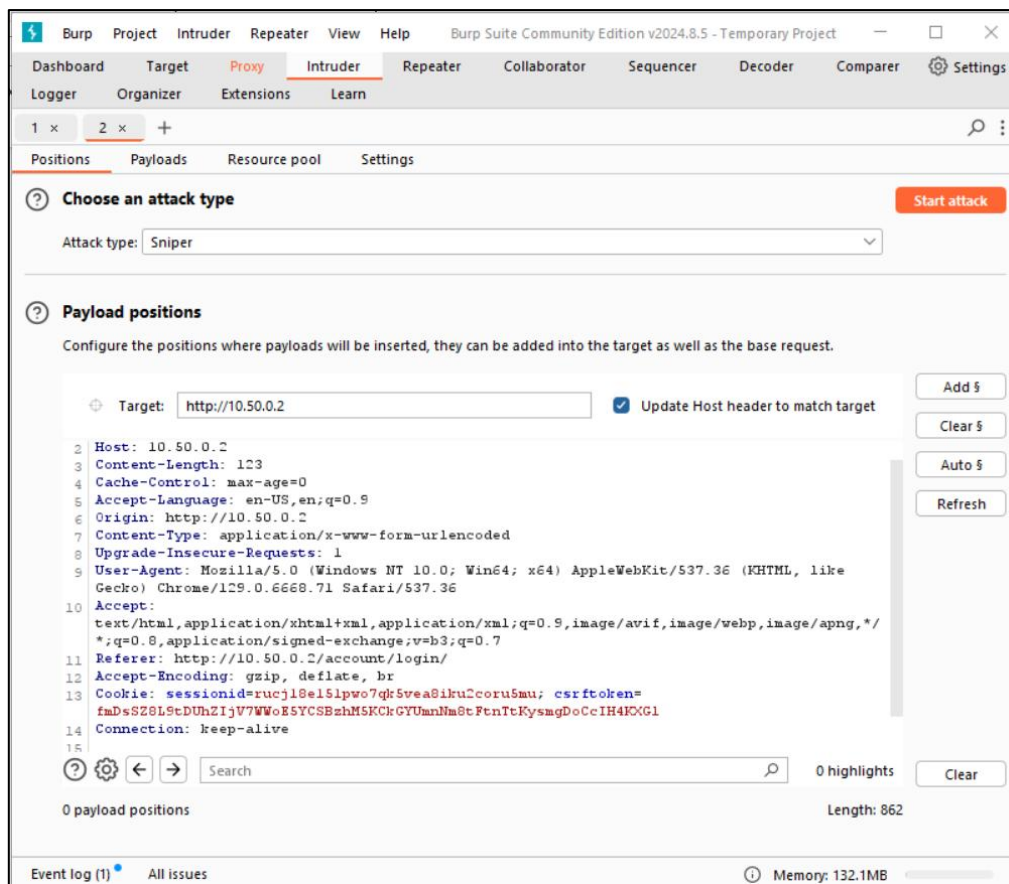 Burp Project Intruder Repeater View Help Burp Suite Community Edition v2024.8.5 - Temporary Project
Dashboard Target Proxy Intruder Repeater Collaborator Sequencer Decoder Comparer Settings
Logger Organizer Extensions Learn
1 × 2 × +
Positions Payloads Resource pool Settings
? Choose an attack type Start attack
Attack type: Sniper
? Payload positions
Configure the positions where payloads will be inserted, they can be added into the target as well as the base request.
Add §
Target: http://10.50.0.2 Update Host header to match target
Clear §
Auto §
Refresh
2 Host: 10.50.0.2
3 Content-Length: 123
4 Cache-Control: max-age=0
5 Accept-Language: en-US,en;q=0.9
6 Origin: http://10.50.0.2
7 Content-Type: application/x-www-form-urlencoded
8 Upgrade-Insecure-Requests: 1
9 User-Agent: Mozilla/5.0 (Windows NT 10.0; Win64; x64) AppleWebKit/537.36 (KHTML, like
Gecko) Chrome/129.0.6668.71 Safari/537.36
10 Accept:
text/html,application/xhtml+xml,application/xml;q=0.9,image/avif,image/webp,image/apng,*/
*;q=0.8,application/signed-exchange;v=b3;q=0.7
11 Referer: http://10.50.0.2/account/login/
12 Accept-Encoding: gzip, deflate, br
13 Cookie: sessionid= csrftoken=
14 Connection: keep-alive
15
? Search 0 highlights Clear
0 payload positions Length: 862
Event log (1) All issues Memory: 132.1MB